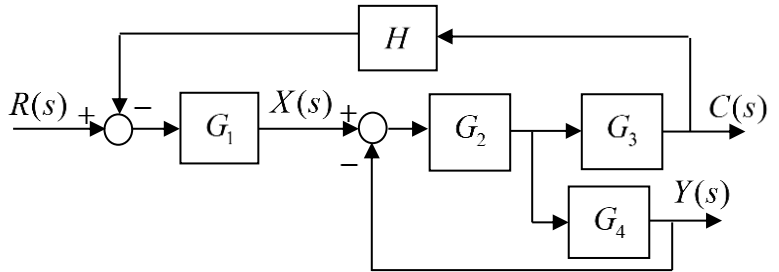 H
R(s) + − G₁ X(s) + G₂ G₃ C(s)
−
G₄ Y(s)